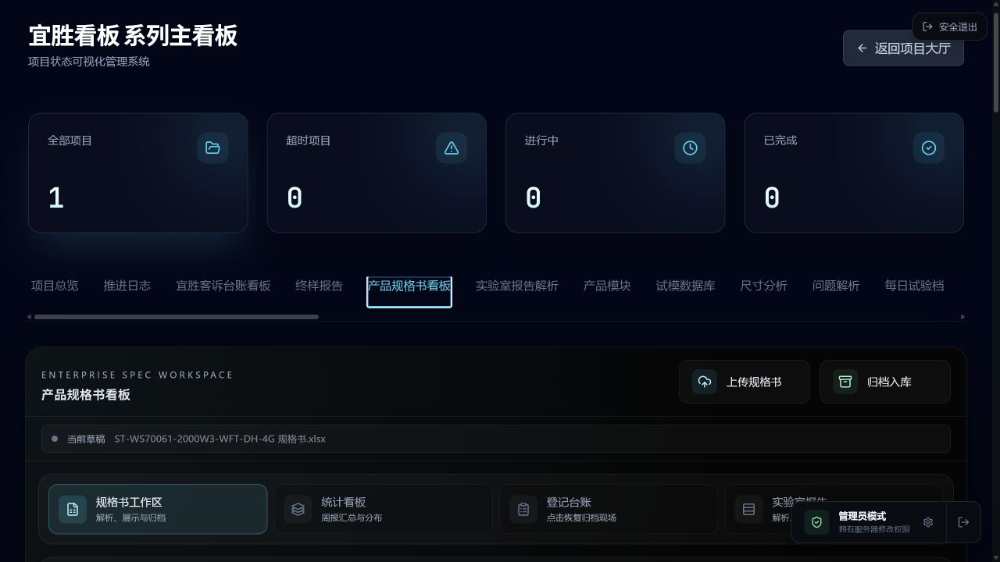 宜胜看板 系列主看板
项目状态可视化管理系统
安全退出
返回项目大厅
全部项目
1
超时项目
0
进行中
0
已完成
0
项目总览
推进日志
宜胜客诉台账看板
终样报告
产品规格书看板
实验室报告解析
产品模块
试模数据库
尺寸分析
问题解析
每日试验档
ENTERPRISE SPEC WORKSPACE
产品规格书看板
上传规格书
归档入库
当前草稿 ST-WS70061-2000W3-WFT-DH-4G 规格书.xlsx
规格书工作区
解析、展示与归档
统计看板
周报汇总与分布
登记台账
点击恢复归档现场
实验室报告
解析
管理员模式
拥有服务器修改权限